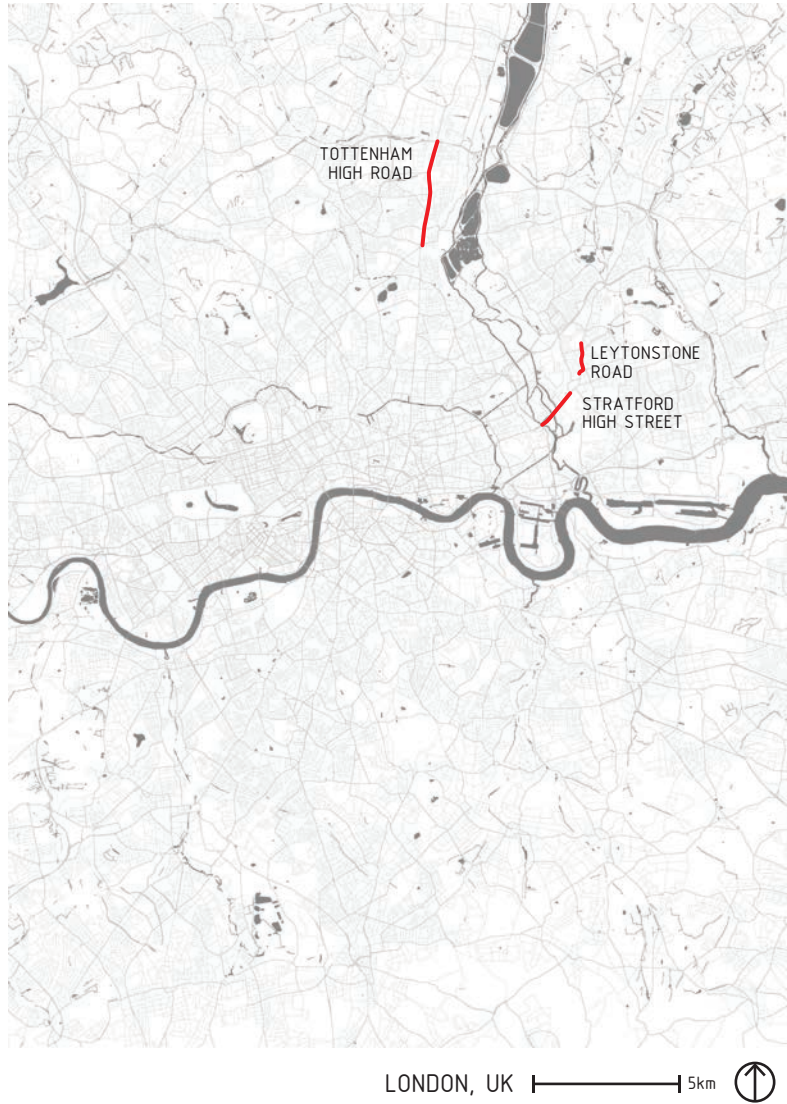 TOTTENHAM
HIGH ROAD
LEYTONSTONE
ROAD
STRATFORD
HIGH STREET
LONDON, UK
5km